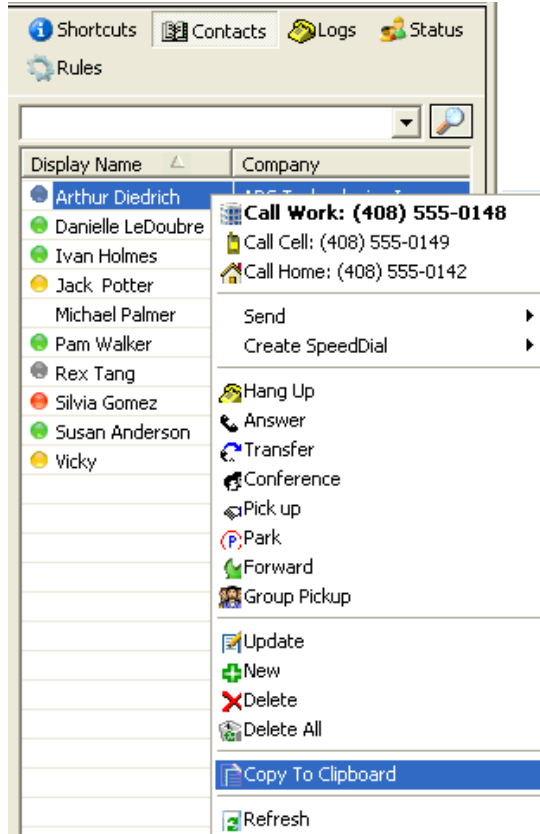 Shortcuts Contacts Logs Status
Rules
Display Name Company
Arthur Diedrich
Danielle LeDoubre
Ivan Holmes
Jack Potter
Michael Palmer
Pam Walker
Rex Tang
Silvia Gomez
Susan Anderson
Vicky
Call Work: (408) 555-0148
Call Cell: (408) 555-0149
Call Home: (408) 555-0142
Send
Create SpeedDial
Hang Up
Answer
Transfer
Conference
Pick up
Park
Forward
Group Pickup
Update
New
Delete
Delete All
Copy To Clipboard
Refresh